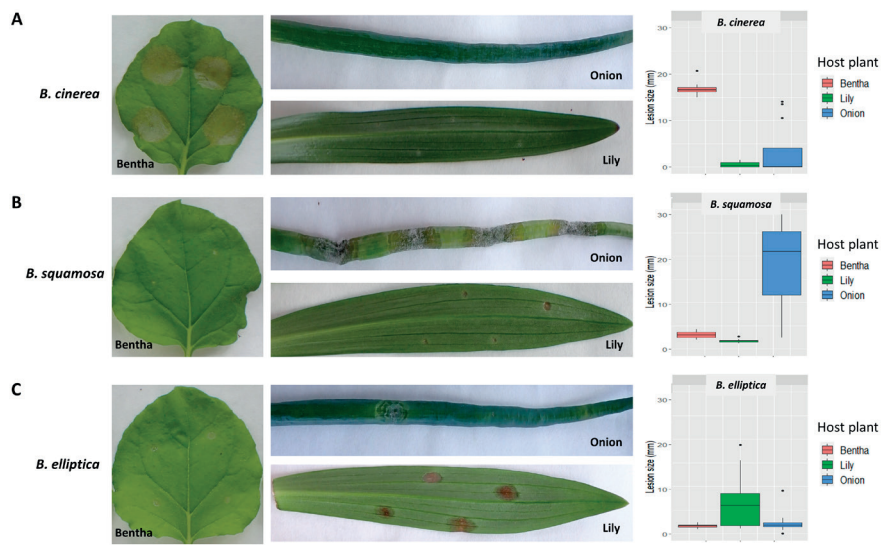 A
B. cinerea
Bentha
Onion
Lily
B. cinerea
Lesion size (mm)
30
20
10
0
Host plant
Bentha
Lily
Onion
B
B. squamosa
Bentha
Onion
Lily
B. squamosa
Lesion size (mm)
30
20
10
0
Host plant
Bentha
Lily
Onion
C
B. elliptica
Bentha
Onion
Lily
B. elliptica
Lesion size (mm)
30
20
10
0
Host plant
Bentha
Lily
Onion